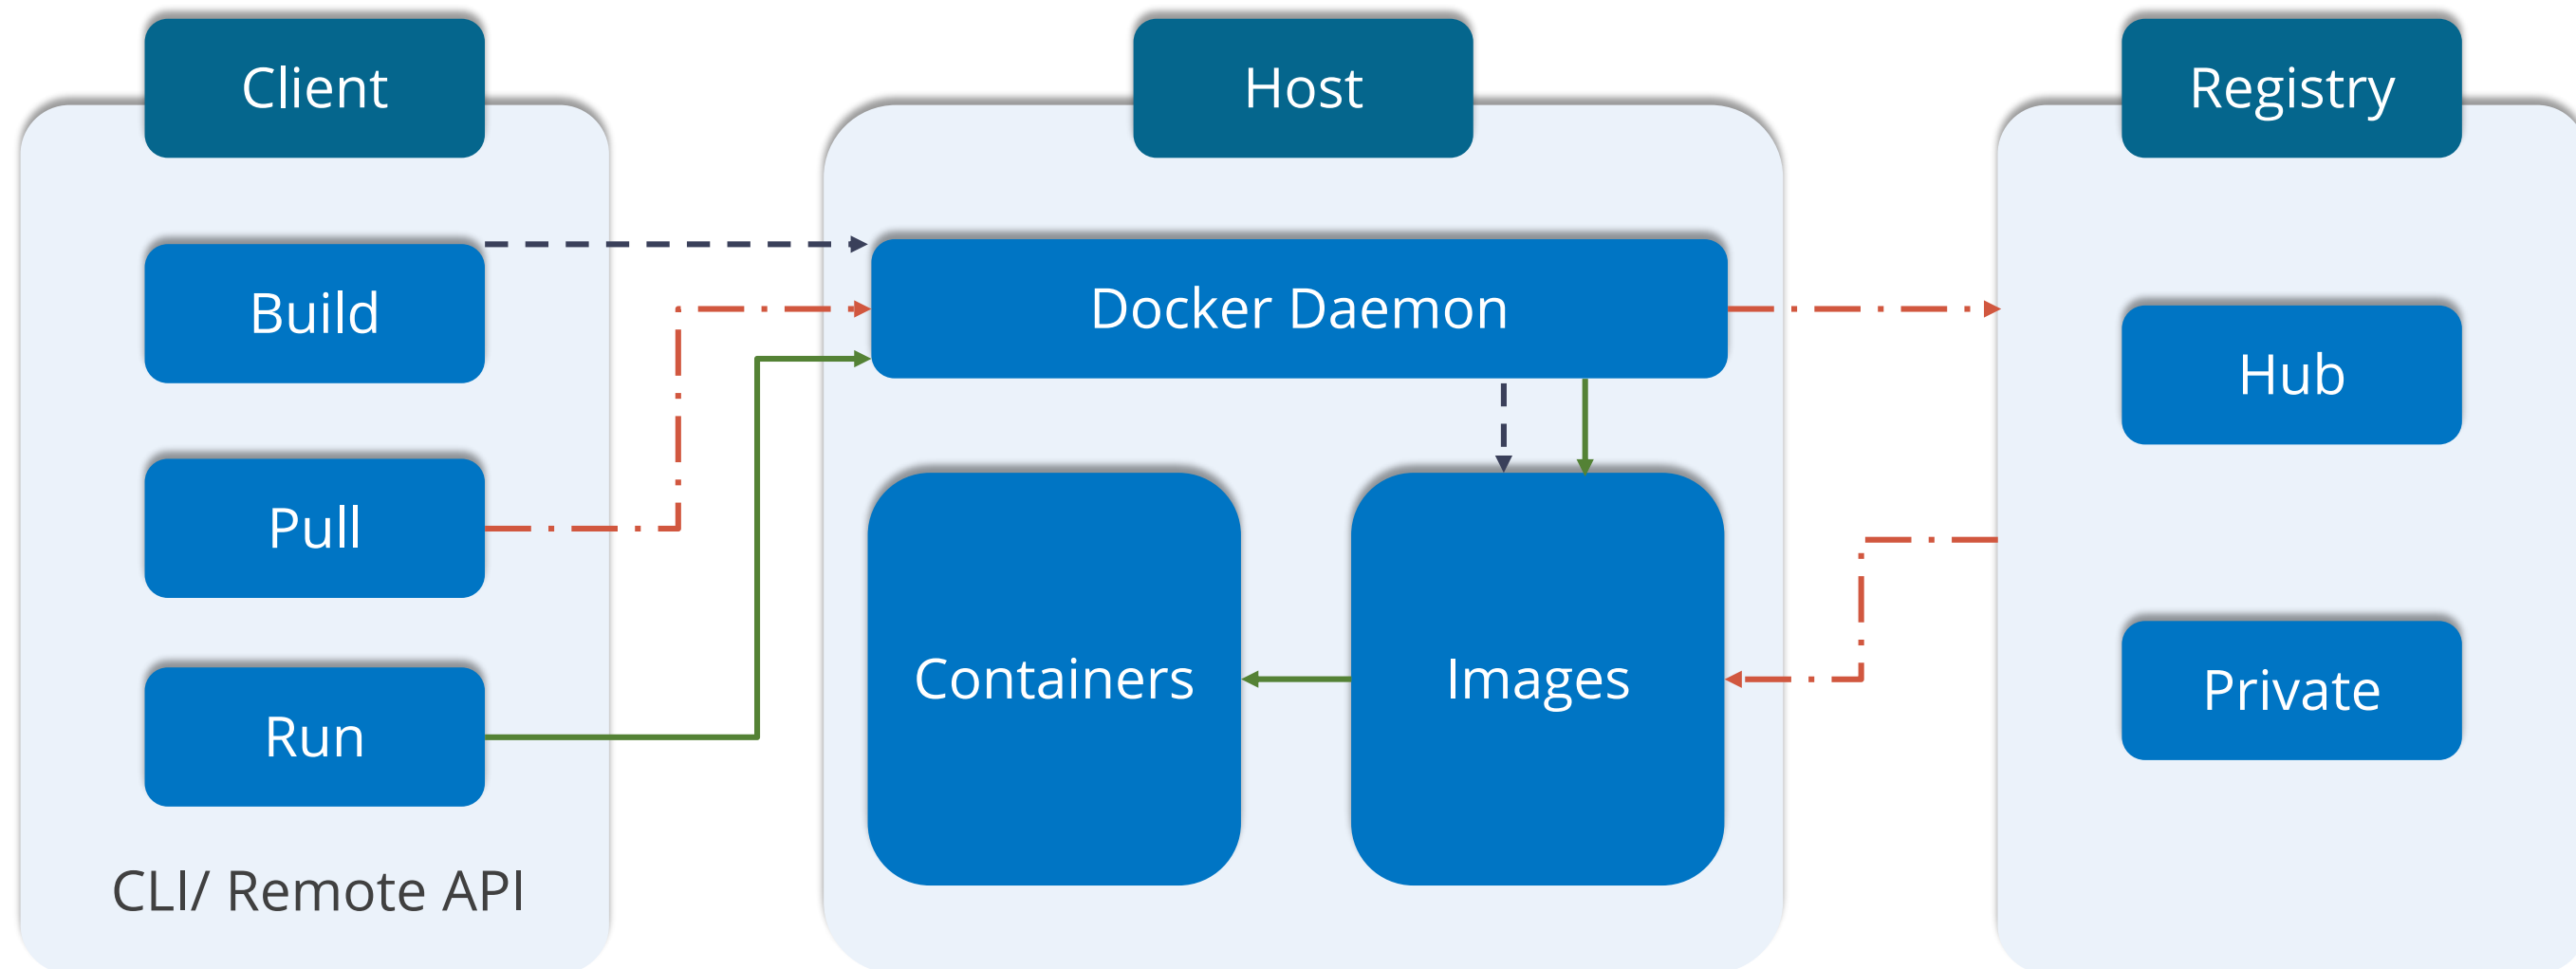 Client
Host
Registry
Build
Docker Daemon
Hub
Pull
Containers
Images
Private
Run
CLI/ Remote API